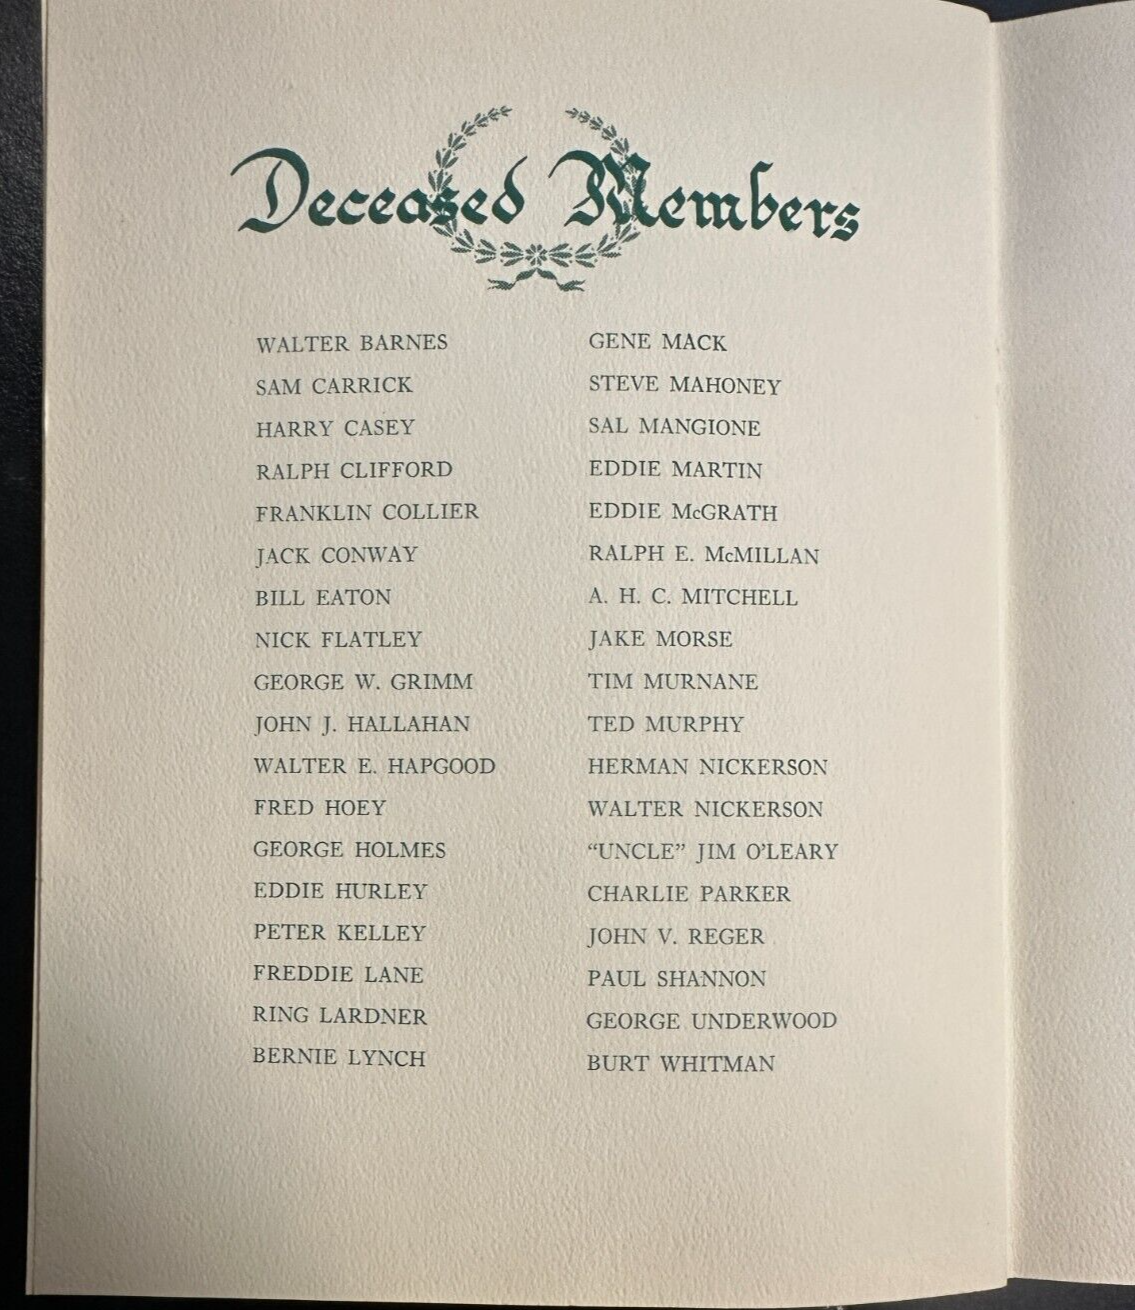 Deceased Members
WALTER BARNES
SAM CARRICK
HARRY CASEY
RALPH CLIFFORD
FRANKLIN COLLIER
JACK CONWAY
BILL EATON
NICK FLATLEY
GEORGE W. GRIMM
JOHN J. HALLAHAN
WALTER E. HAPGOOD
FRED HOEY
GEORGE HOLMES
EDDIE HURLEY
PETER KELLEY
FREDDIE LANE
RING LARDNER
BERNIE LYNCH
GENE MACK
STEVE MAHONEY
SAL MANGIONE
EDDIE MARTIN
EDDIE McGRATH
RALPH E. McMILLAN
A. H. C. MITCHELL
JAKE MORSE
TIM MURNANE
TED MURPHY
HERMAN NICKERSON
WALTER NICKERSON
“UNCLE” JIM O’LEARY
CHARLIE PARKER
JOHN V. REGER
PAUL SHANNON
GEORGE UNDERWOOD
BURT WHITMAN